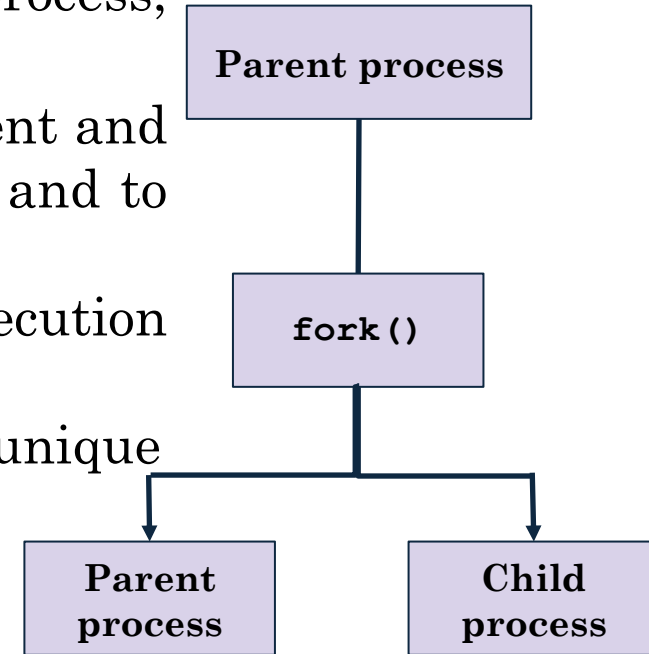 rocess,
ent and
and to
ecution
unique
Parent process
fork()
Parent
process
Child
process